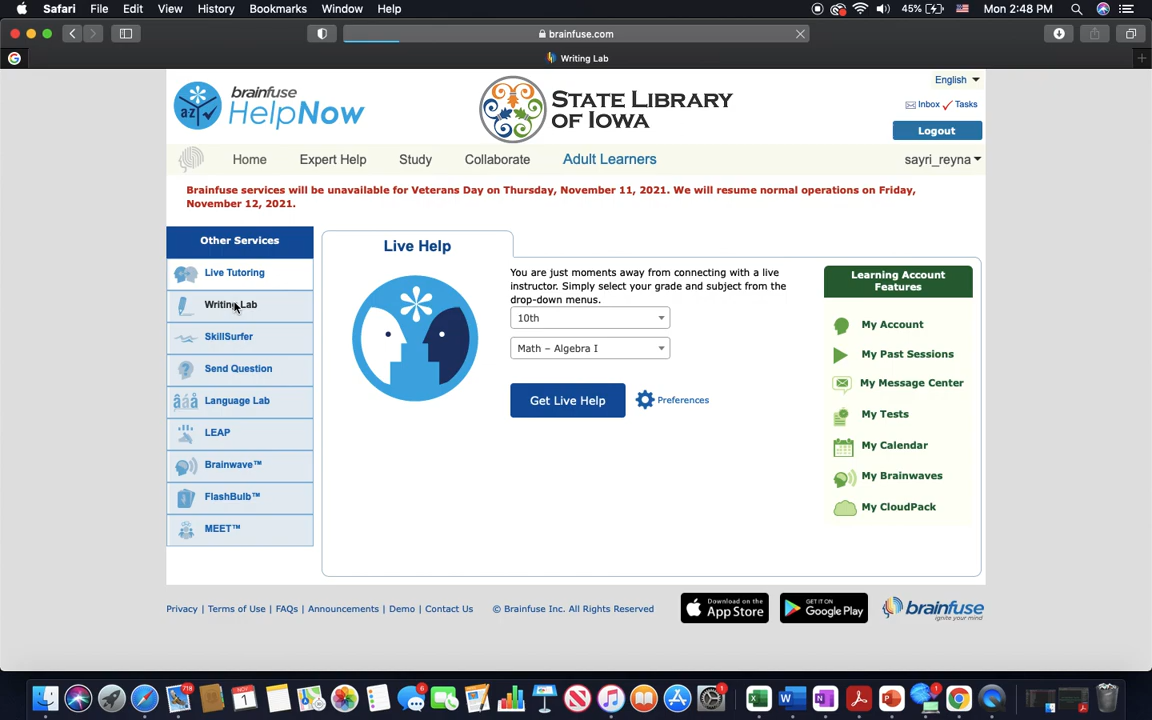 Safari File Edit View History Bookmarks Window Help 45% Mon 2:48 PM
brainfuse.com
Writing Lab
brainfuse
HelpNow
STATE LIBRARY
OF IOWA
English
Inbox Tasks
Logout
Home Expert Help Study Collaborate Adult Learners sayri_reyna
Brainfuse services will be unavailable for Veterans Day on Thursday, November 11, 2021. We will resume normal operations on Friday,
November 12, 2021.
Other Services
Live Tutoring
Writing Lab
SkillSurfer
Send Question
Language Lab
LEAP
Brainwave™
FlashBulb™
MEET™
Live Help
You are just moments away from connecting with a live
instructor. Simply select your grade and subject from the
drop-down menus.
10th
Math – Algebra I
Get Live Help Preferences
Learning Account
Features
My Account
My Past Sessions
My Message Center
My Tests
My Calendar
My Brainwaves
My CloudPack
Privacy | Terms of Use | FAQs | Announcements | Demo | Contact Us © Brainfuse Inc. All Rights Reserved
Download on the
App Store
GET IT ON
Google Play
brainfuse
ignite your mind